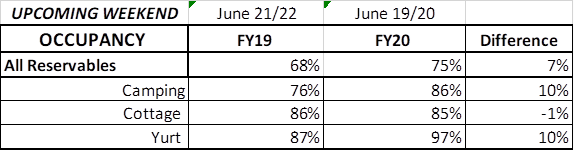 UPCOMING WEEKEND June 21/22 June 19/20
OCCUPANCY FY19 FY20 Difference
All Reservables 68% 75% 7%
Camping 76% 86% 10%
Cottage 86% 85% -1%
Yurt 87% 97% 10%